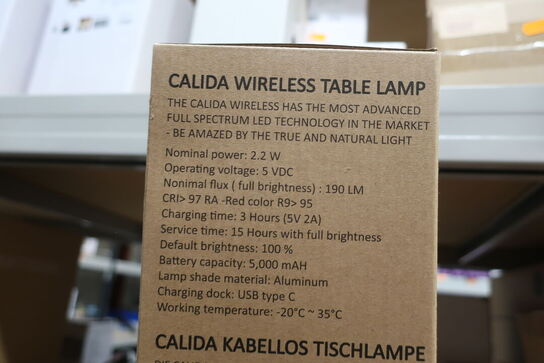 CALIDA WIRELESS TABLE LAMP
THE CALIDA WIRELESS HAS THE MOST ADVANCED
FULL SPECTRUM LED TECHNOLOGY IN THE MARKET
- BE AMAZED BY THE TRUE AND NATURAL LIGHT
Nominal power: 2.2 W
Operating voltage: 5 VDC
Nonimal flux ( full brightness) : 190 LM
CRI> 97 RA -Red color R9> 95
Charging time: 3 Hours (5V 2A)
Service time: 15 Hours with full brightness
Default brightness: 100 %
Battery capacity: 5,000 mAH
Lamp shade material: Aluminum
Charging dock: USB type C
Working temperature: -20°C ~ 35°C
CALIDA KABELLOS TISCHLAMPE